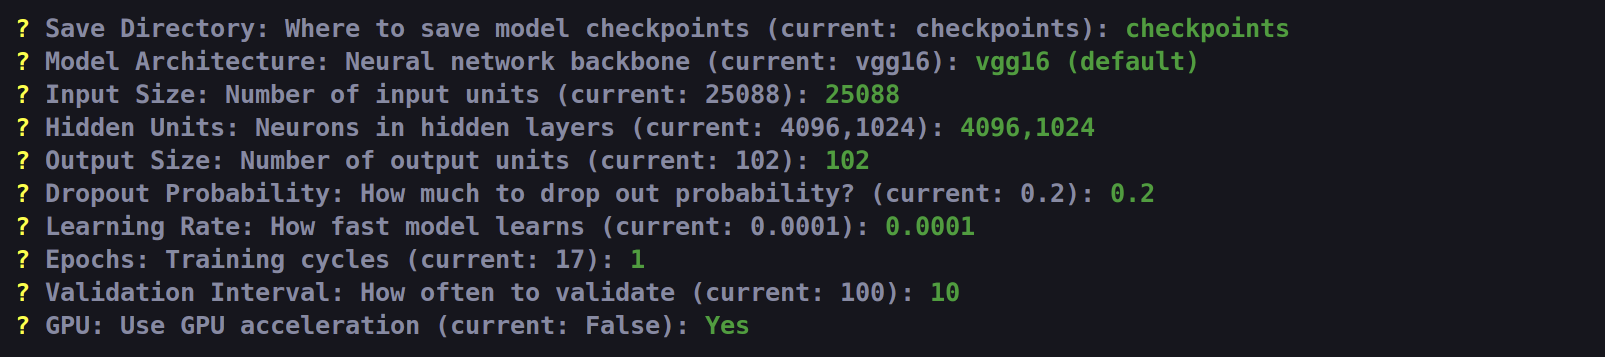 ? Save Directory: Where to save model checkpoints (current: checkpoints): checkpoints
? Model Architecture: Neural network backbone (current: vgg16): vgg16 (default)
? Input Size: Number of input units (current: 25088): 25088
? Hidden Units: Neurons in hidden layers (current: 4096,1024): 4096,1024
? Output Size: Number of output units (current: 102): 102
? Dropout Probability: How much to drop out probability? (current: 0.2): 0.2
? Learning Rate: How fast model learns (current: 0.0001): 0.0001
? Epochs: Training cycles (current: 17): 1
? Validation Interval: How often to validate (current: 100): 10
? GPU: Use GPU acceleration (current: False): Yes